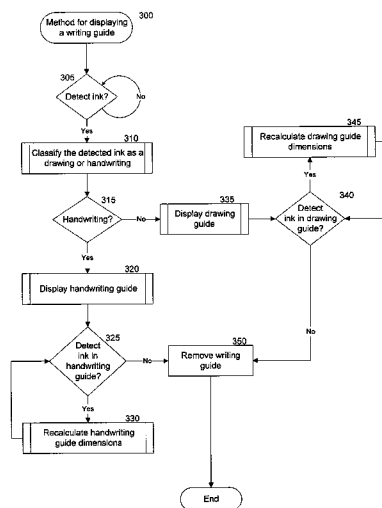 Method for displaying
a writing guide
300
305
Detect ink?
No
Yes
310
Classify the detected ink as a
drawing or handwriting
315
Handwriting?
No
Yes
335
Display drawing
guide
345
Recalculate drawing guide
dimensions
Yes
340
Detect
ink in drawing
guide?
No
320
Display handwriting guide
325
Detect
ink in
handwriting
guide?
No
Yes
350
Remove writing
guide
330
Recalculate handwriting
guide dimensions
End